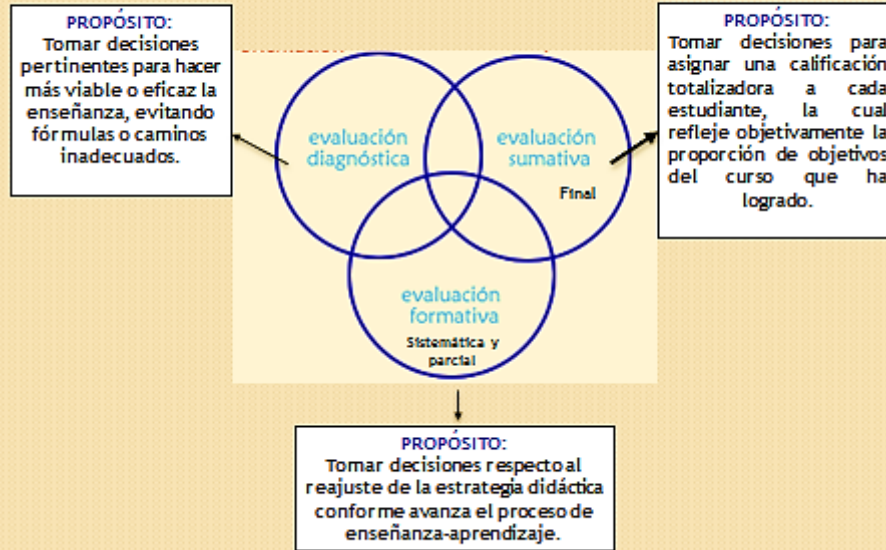 PROPÓSITO:
Tomar decisiones
pertinentes para hacer
más viable o eficaz la
enseñanza, evitando
fórmulas o caminos
inadecuados.
PROPÓSITO:
Tomar decisiones para
asignar una calificación
totalizadora a cada
estudiante, la cual
refleje objetivamente la
proporción de objetivos
del curso que ha
logrado.
evaluación
diagnóstica
evaluación
sumativa
Final
evaluación
formativa
Sistemática y
parcial
PROPÓSITO:
Tomar decisiones respecto al
reajuste de la estrategia didáctica
conforme avanza el proceso de
enseñanza-aprendizaje.